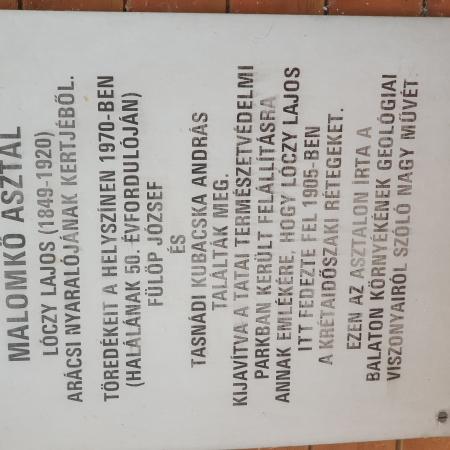 MALOMKŐ ASZTAL
LÓCZY LAJOS (1849-1920)
ARÁCSI NYARALÓJÁNAK KERTJÉBŐL.
TÖREDÉKEIT A HELYSZÍNEN 1970-BEN
(HALÁLÁNAK 50. ÉVFORDULÓJÁN)
FÜLÖP JÓZSEF
ÉS
TASNÁDI KUBACSKA ANDRÁS
TALÁLTÁK MEG.
KIJAVÍTVA A TATAI TERMÉSZETVÉDELMI
PARKBAN KERÜLT FELÁLLÍTÁSRA
ANNAK EMLÉKÉRE, HOGY LÓCZY LAJOS
ITT FEDEZTE FEL 1905-BEN
A KRÉTAIDŐSZAKI RÉTEGEKET.
EZEN AZ ASZTALON ÍRTA A
BALATON KÖRNYÉKÉNEK GEOLÓGIAI
VISZONYAIRÓL SZÓLÓ NAGY MŰVÉT.